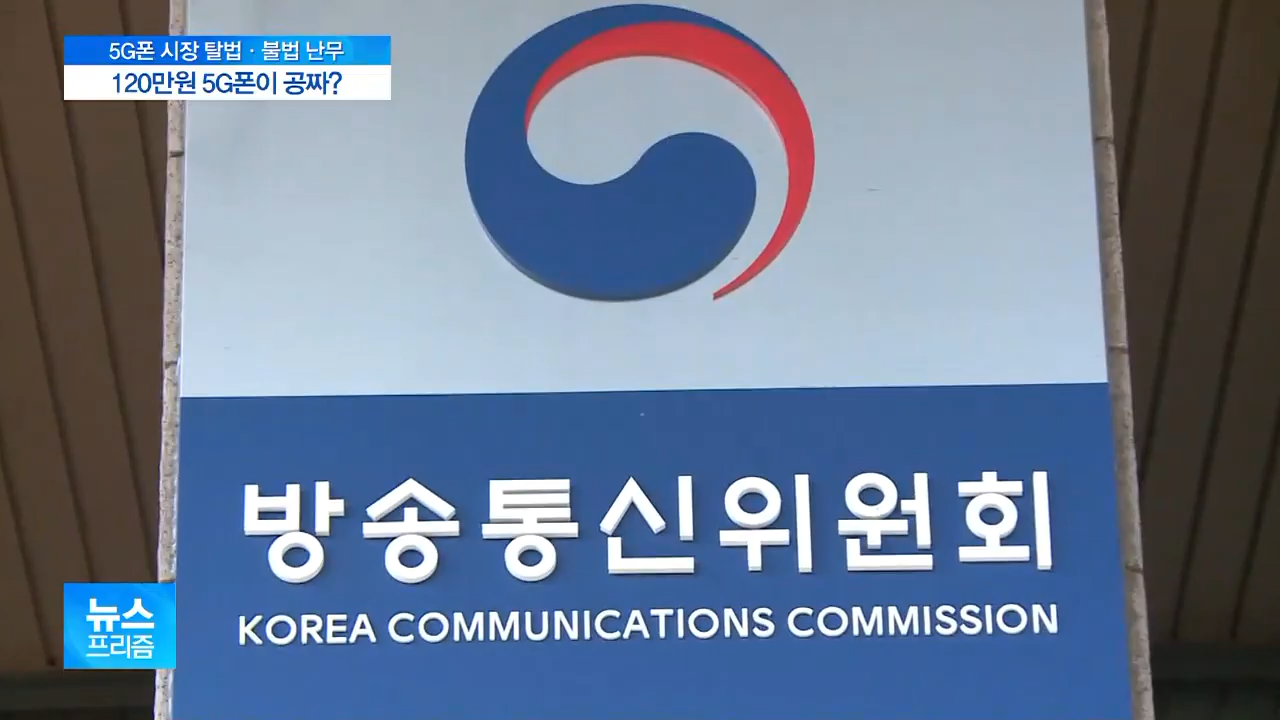 5G폰 시장 탈법·불법 난무
120만원 5G폰이 공짜?
방송통신위원회
KOREA COMMUNICATIONS COMMISSION
뉴스
프리즘